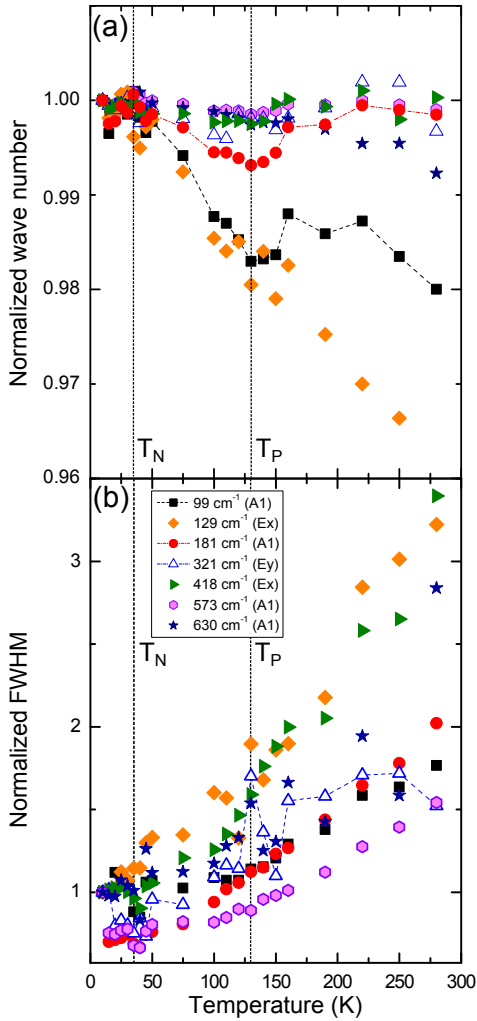 (a)
1.00
0.99
0.98
0.97
0.96
Normalized wave number
T_N
T_P
(b)
99 cm⁻¹ (A1)
129 cm⁻¹ (Ex)
181 cm⁻¹ (A1)
321 cm⁻¹ (Ey)
418 cm⁻¹ (Ex)
573 cm⁻¹ (A1)
630 cm⁻¹ (A1)
T_N
T_P
3
2
1
Normalized FWHM
0 50 100 150 200 250 300
Temperature (K)